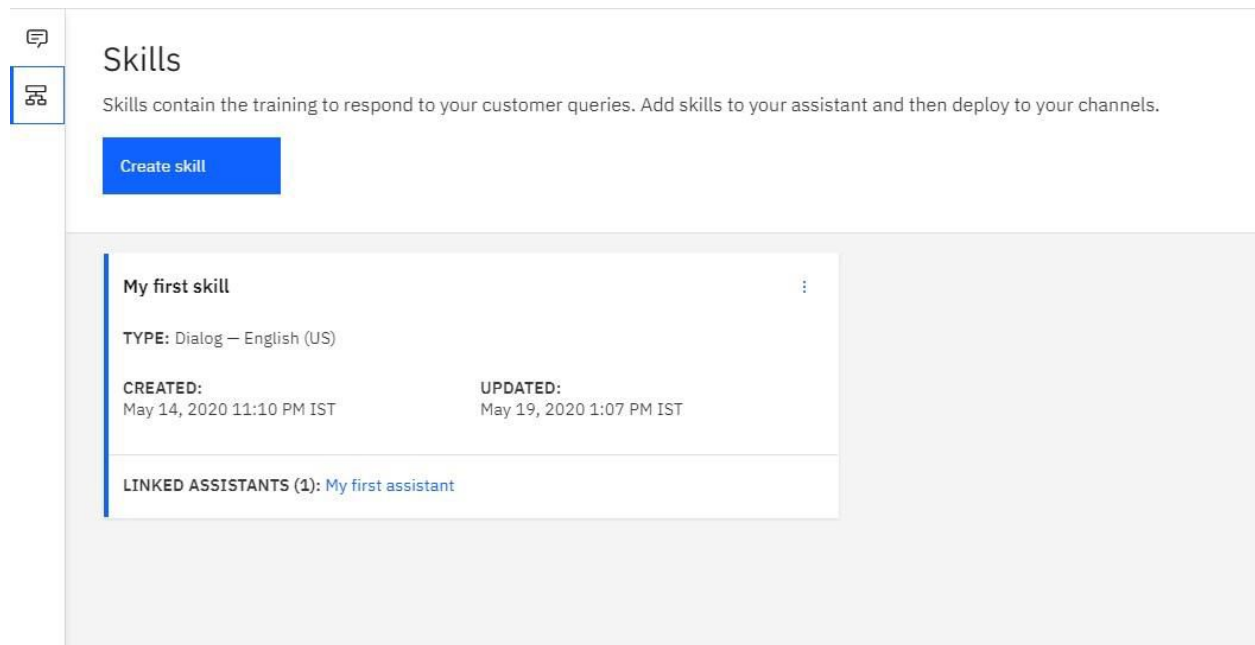 Skills
Skills contain the training to respond to your customer queries. Add skills to your assistant and then deploy to your channels.
Create skill
My first skill
TYPE: Dialog — English (US)
CREATED:
May 14, 2020 11:10 PM IST
UPDATED:
May 19, 2020 1:07 PM IST
LINKED ASSISTANTS (1): My first assistant